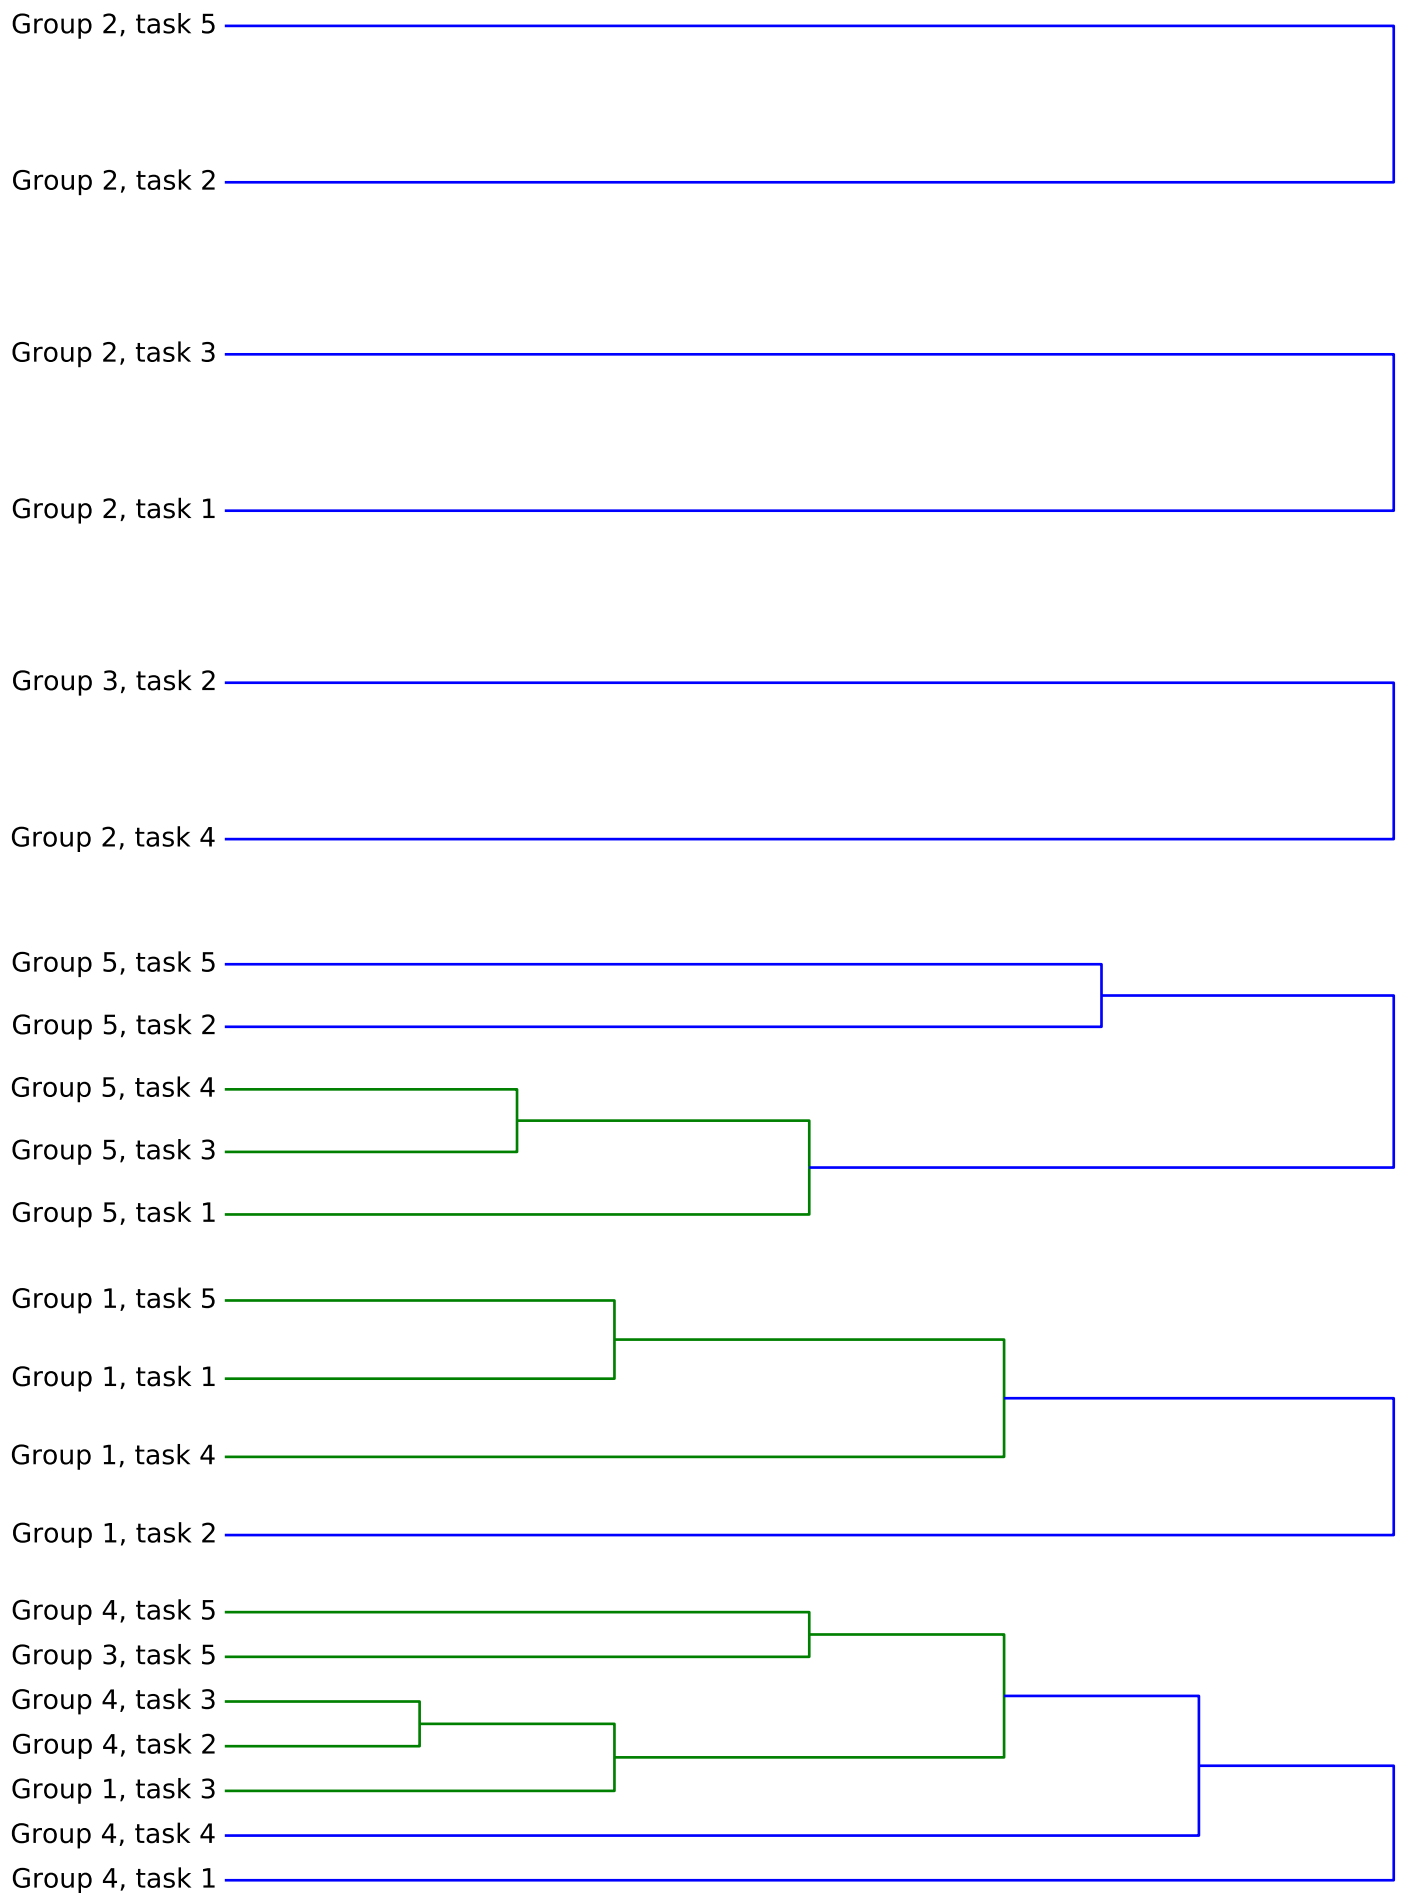 Group 2, task 5
Group 2, task 2
Group 2, task 3
Group 2, task 1
Group 3, task 2
Group 2, task 4
Group 5, task 5
Group 5, task 2
Group 5, task 4
Group 5, task 3
Group 5, task 1
Group 1, task 5
Group 1, task 1
Group 1, task 4
Group 1, task 2
Group 4, task 5
Group 3, task 5
Group 4, task 3
Group 4, task 2
Group 1, task 3
Group 4, task 4
Group 4, task 1